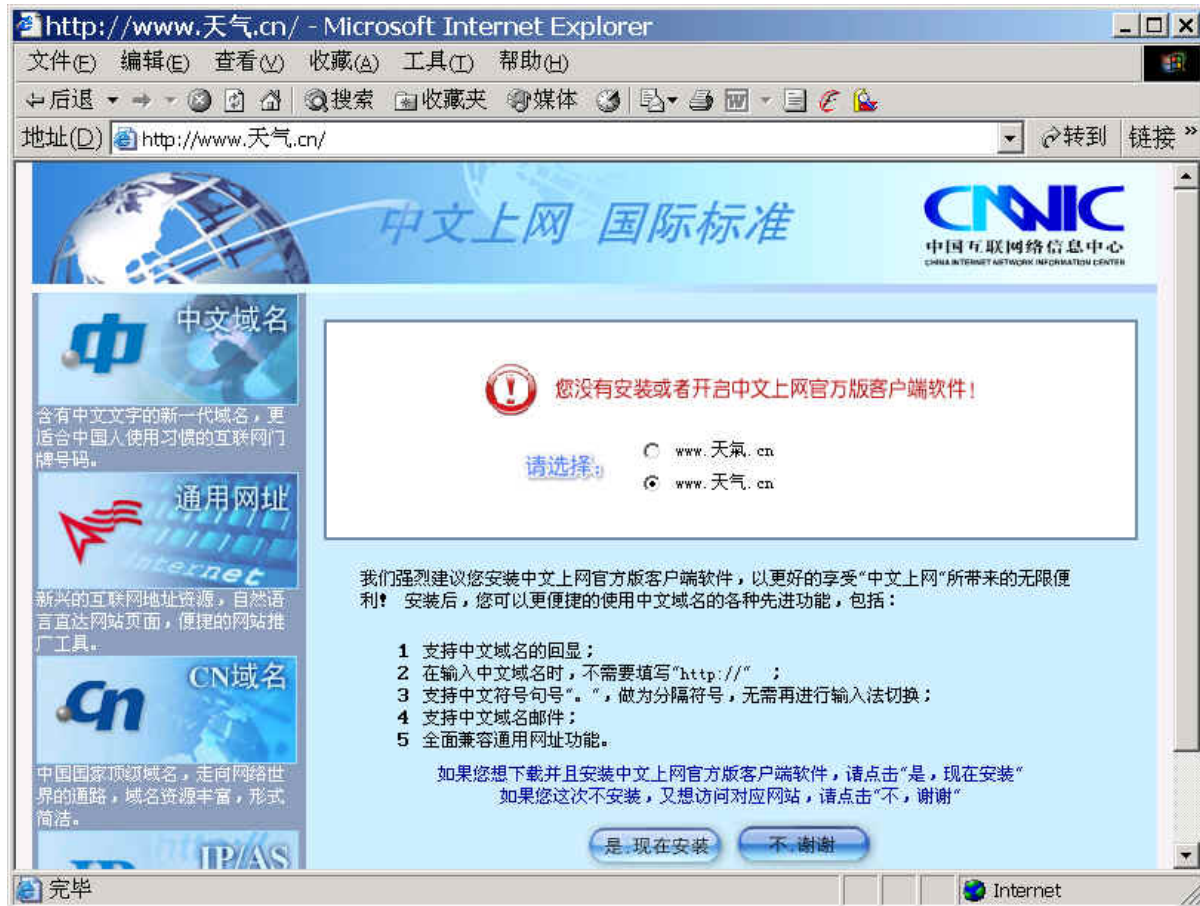 http://www.天气.cn/ - Microsoft Internet Explorer
文件(F) 编辑(E) 查看(V) 收藏(A) 工具(T) 帮助(H)
后退 搜索 收藏夹 媒体
地址(D) http://www.天气.cn/ 转到 链接 »
中文上网 国际标准
CNNIC
中国互联网络信息中心
CHINA INTERNET NETWORK INFORMATION CENTER
.中 中文域名
含有中文文字的新一代域名，更
适合中国人使用习惯的互联网门
牌号码。
通用网址
internet
新兴的互联网地址资源，自然语
言直达网站页面，便捷的网站推
广工具。
.Cn CN域名
中国国家顶级域名，走向网络世
界的通路，域名资源丰富，形式
简洁。
IP/AS
您没有安装或者开启中文上网官方版客户端软件！
请选择：
www.天氣.cn
www.天气.cn
我们强烈建议您安装中文上网官方版客户端软件，以更好的享受"中文上网"所带来的无限便
利！ 安装后，您可以更便捷的使用中文域名的各种先进功能，包括：
1 支持中文域名的回显；
2 在输入中文域名时，不需要填写"http://" ；
3 支持中文符号句号"。"，做为分隔符号，无需再进行输入法切换；
4 支持中文域名邮件；
5 全面兼容通用网址功能。
如果您想下载并且安装中文上网官方版客户端软件，请点击"是，现在安装"
如果您这次不安装，又想访问对应网站，请点击"不，谢谢"
是.现在安装 不.谢谢
完毕 Internet